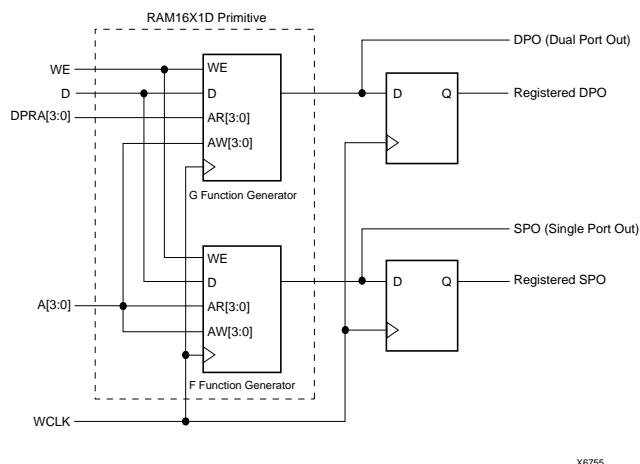 RAM16X1D Primitive
DPO (Dual Port Out)
WE
WE
D
D
D
Q
Registered DPO
DPRA[3:0]
AR[3:0]
AW[3:0]
G Function Generator
SPO (Single Port Out)
WE
D
D
Q
Registered SPO
A[3:0]
AR[3:0]
AW[3:0]
F Function Generator
WCLK
X6755